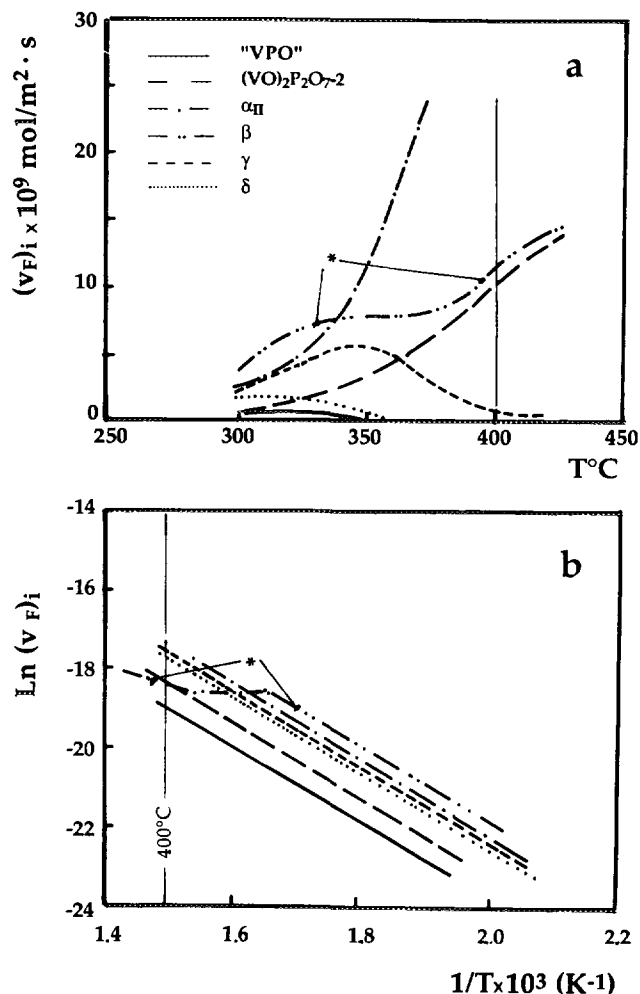 30
20
10
0
250
300
350
400
450
(vF)i x 10⁹ mol/m² · s
T°C
a
"VPO"
(VO)₂P₂O₇-2
αII
β
γ
δ
*
-14
-16
-18
-20
-22
-24
1.4
1.6
1.8
2.0
2.2
Ln (v F)i
1/T×10³ (K⁻¹)
b
*
400°C